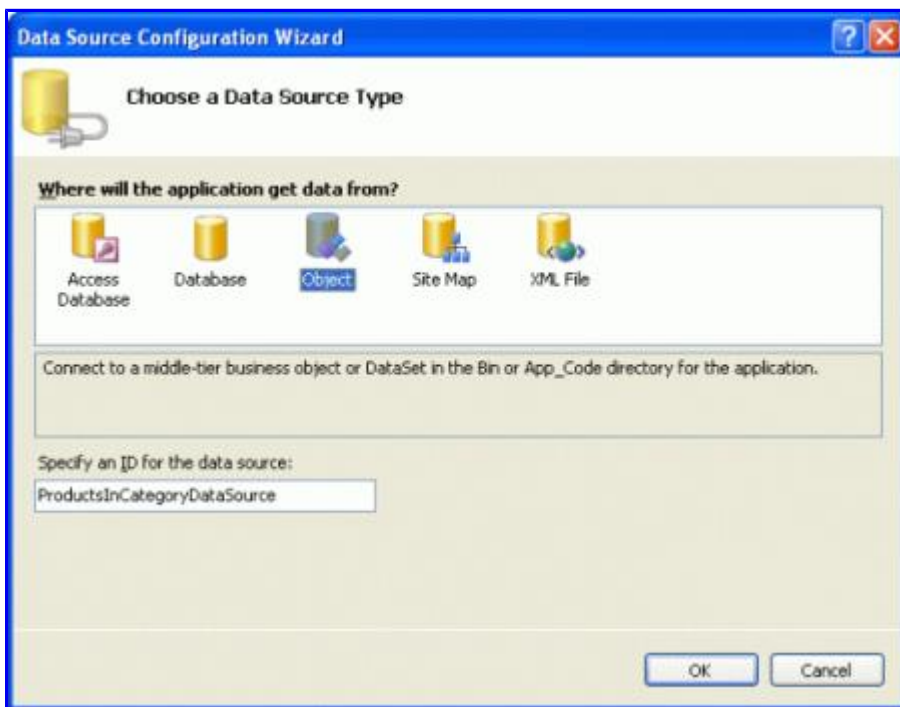 Data Source Configuration Wizard
Choose a Data Source Type
Where will the application get data from?
Access Database
Database
Object
Site Map
XML File
Connect to a middle-tier business object or DataSet in the Bin or App_Code directory for the application.
Specify an ID for the data source:
ProductsInCategoryDataSource
OK
Cancel